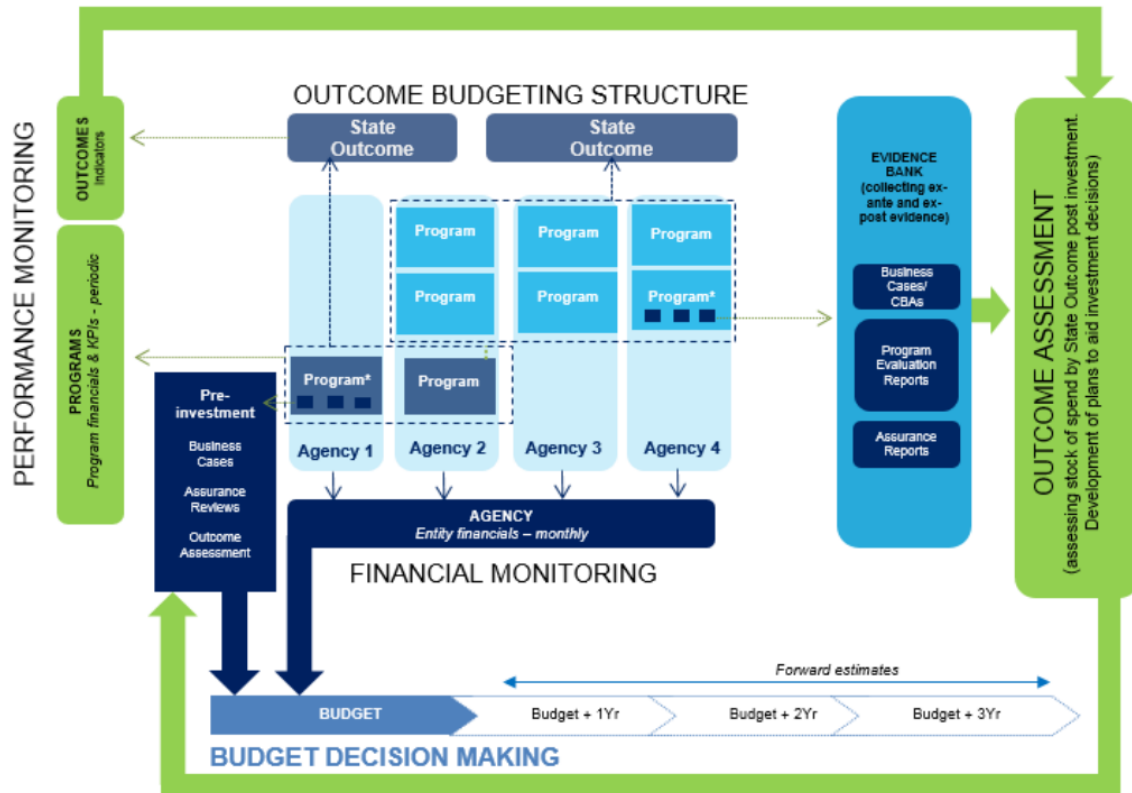 PERFORMANCE MONITORING
OUTCOMES
Indicators
PROGRAMS
Program financials & KPIs - periodic
OUTCOME BUDGETING STRUCTURE
State
Outcome
State
Outcome
Program
Program
Program
Program
Program
Program*
Program*
Program
Agency 1
Agency 2
Agency 3
Agency 4
Pre-
investment
Business
Cases
Assurance
Reviews
Outcome
Assessment
AGENCY
Entity financials – monthly
FINANCIAL MONITORING
EVIDENCE
BANK
(collecting ex-
ante and ex-
post evidence)
Business
Cases/
CBAs
Program
Evaluation
Reports
Assurance
Reports
OUTCOME ASSESSMENT
(assessing stock of spend by State Outcome post investment.
Development of plans to aid investment decisions)
Forward estimates
BUDGET
Budget + 1Yr
Budget + 2Yr
Budget + 3Yr
BUDGET DECISION MAKING